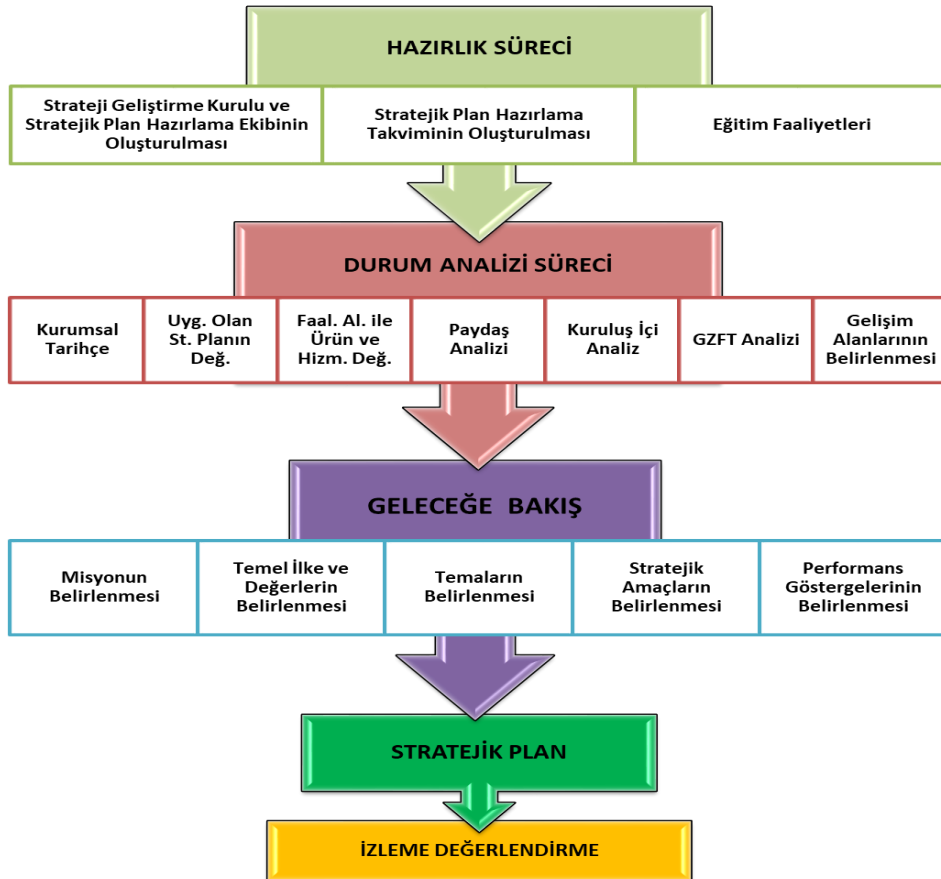 HAZIRLIK SÜRECİ
Strateji Geliştirme Kurulu ve
Stratejik Plan Hazırlama Ekibinin
Oluşturulması
Stratejik Plan Hazırlama
Takviminin Oluşturulması
Eğitim Faaliyetleri
DURUM ANALİZİ SÜRECİ
Kurumsal
Tarihçe
Uyg. Olan
St. Planın
Değ.
Faal. Al. ile
Ürün ve
Hizm. Değ.
Paydaş
Analizi
Kuruluş İçi
Analiz
GZFT Analizi
Gelişim
Alanlarının
Belirlenmesi
GELECEĞE BAKIŞ
Misyonun
Belirlenmesi
Temel İlke ve
Değerlerin
Belirlenmesi
Temaların
Belirlenmesi
Stratejik
Amaçların
Belirlenmesi
Performans
Göstergelerinin
Belirlenmesi
STRATEJİK PLAN
İZLEME DEĞERLENDİRME